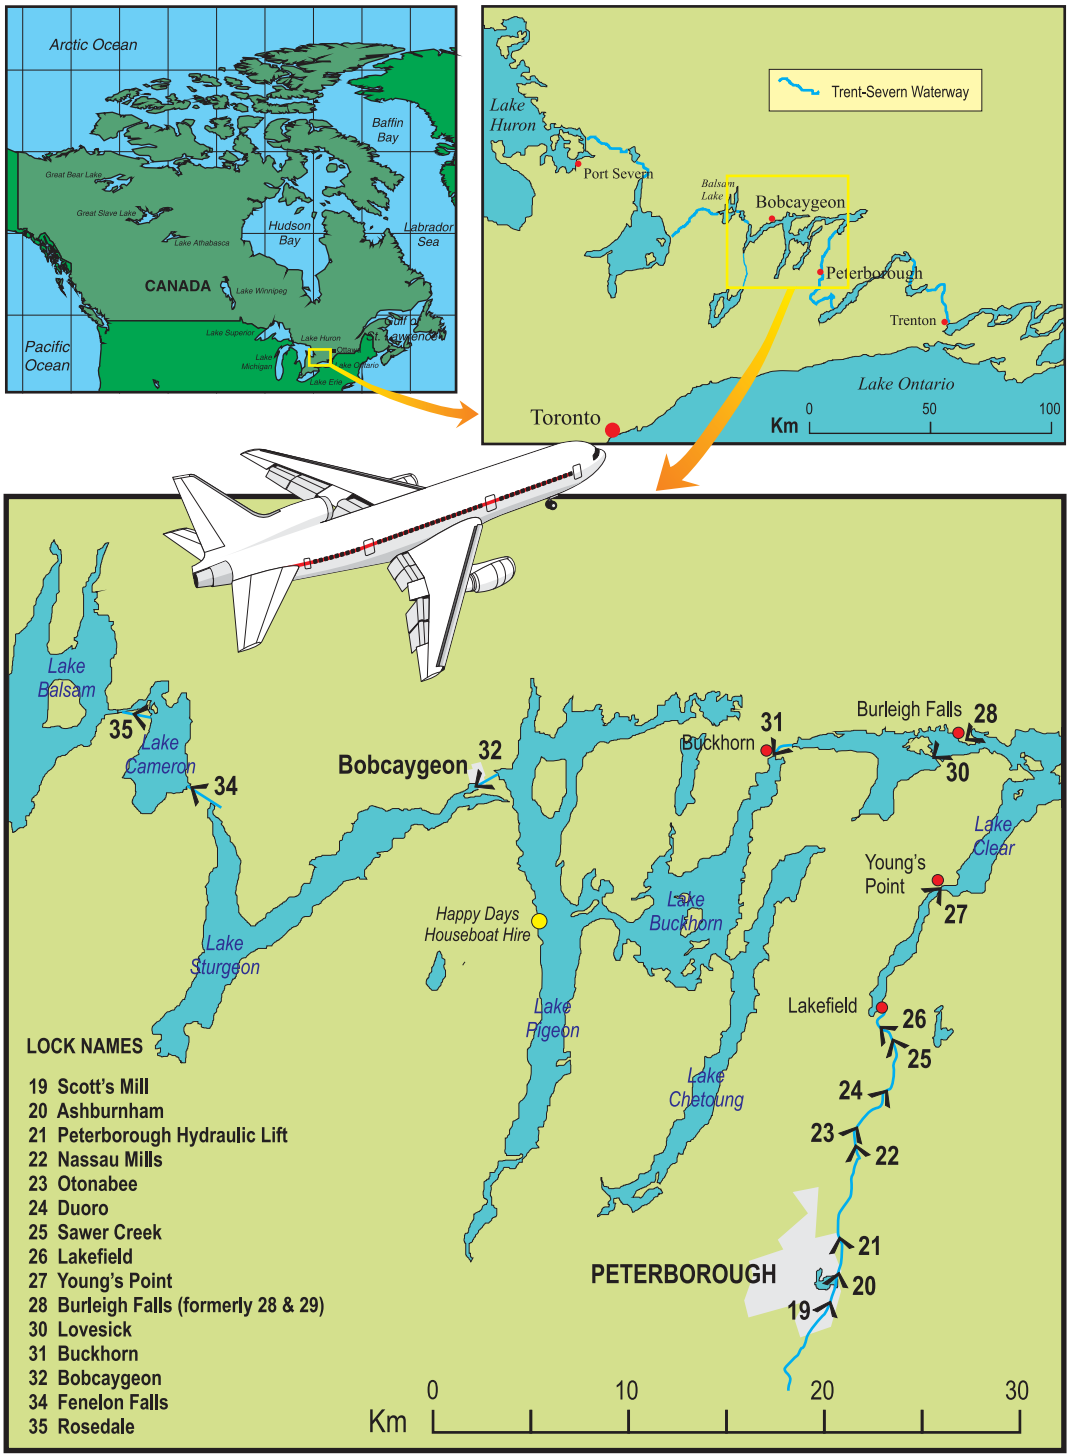 Arctic Ocean
Baffin
Bay
Great Bear Lake
Great Slave Lake
Lake Athabasca
Hudson
Bay
Labrador
Sea
CANADA
Lake Winnipeg
Pacific
Ocean
Lake Superior
Lake Huron
Gulf of
St. Lawrence
Ottawa
Lake
Michigan
Lake Ontario
Lake Erie
Trent-Severn Waterway
Lake
Huron
Port Severn
Balsam
Lake
Bobcaygeon
Peterborough
Trenton
Lake Ontario
Toronto
Km
0
50
100
Lake
Balsam
35
Lake
Cameron
34
Bobcaygeon
32
Buckhorn
31
Burleigh Falls
28
30
Lake
Clear
Young's
Point
27
Lake
Buckhorn
Happy Days
Houseboat Hire
Lake
Sturgeon
Lake
Pigeon
Lakefield
26
25
Lake
Chetoung
24
23
22
21
PETERBOROUGH
20
19
LOCK NAMES
19 Scott's Mill
20 Ashburnham
21 Peterborough Hydraulic Lift
22 Nassau Mills
23 Otonabee
24 Duoro
25 Sawer Creek
26 Lakefield
27 Young's Point
28 Burleigh Falls (formerly 28 & 29)
30 Lovesick
31 Buckhorn
32 Bobcaygeon
34 Fenelon Falls
35 Rosedale
Km
0
10
20
30